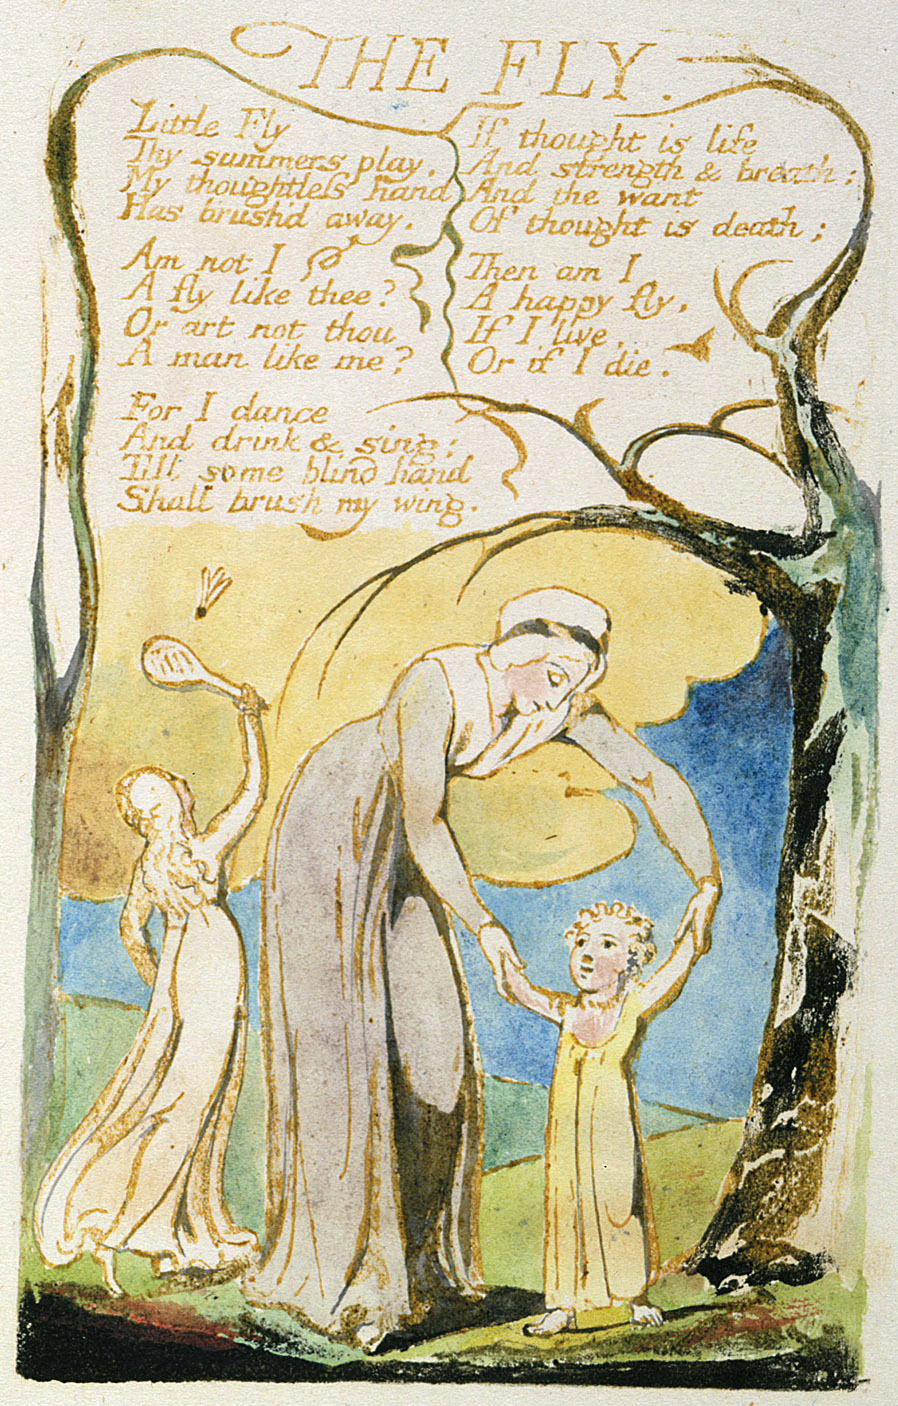 THE FLY.
Little Fly
Thy summers play,
My thoughtleſs hand
Has brush'd away.
Am not I
A fly like thee?
Or art not thou
A man like me?
For I dance
And drink & sing:
Till some blind hand
Shall brush my wing.
If thought is life
And strength & breath:
And the want
Of thought is death;
Then am I
A happy fly,
If I live,
Or if I die.